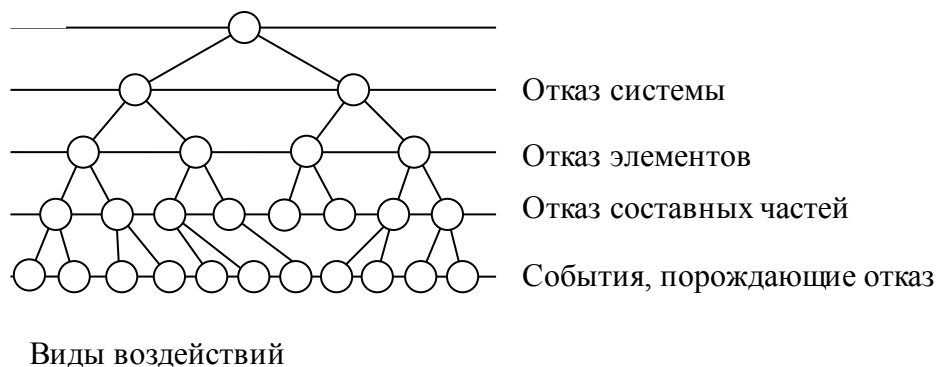 Отказ системы
Отказ элементов
Отказ составных частей
События, порождающие отказ
Виды воздействий